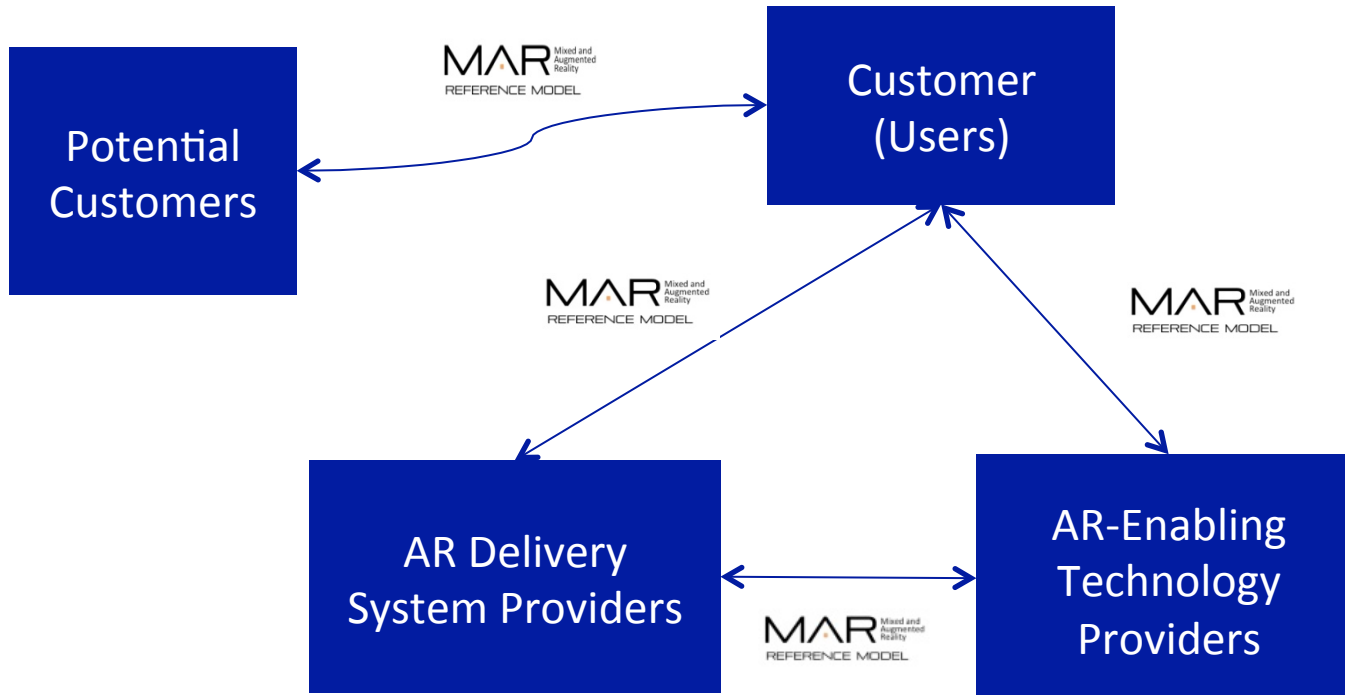 MAR Mixed and
Augmented
Reality
REFERENCE MODEL
Customer
(Users)
Potential
Customers
MAR Mixed and
Augmented
Reality
REFERENCE MODEL
MAR Mixed and
Augmented
Reality
REFERENCE MODEL
AR Delivery
System Providers
AR-Enabling
Technology
Providers
MAR Mixed and
Augmented
Reality
REFERENCE MODEL